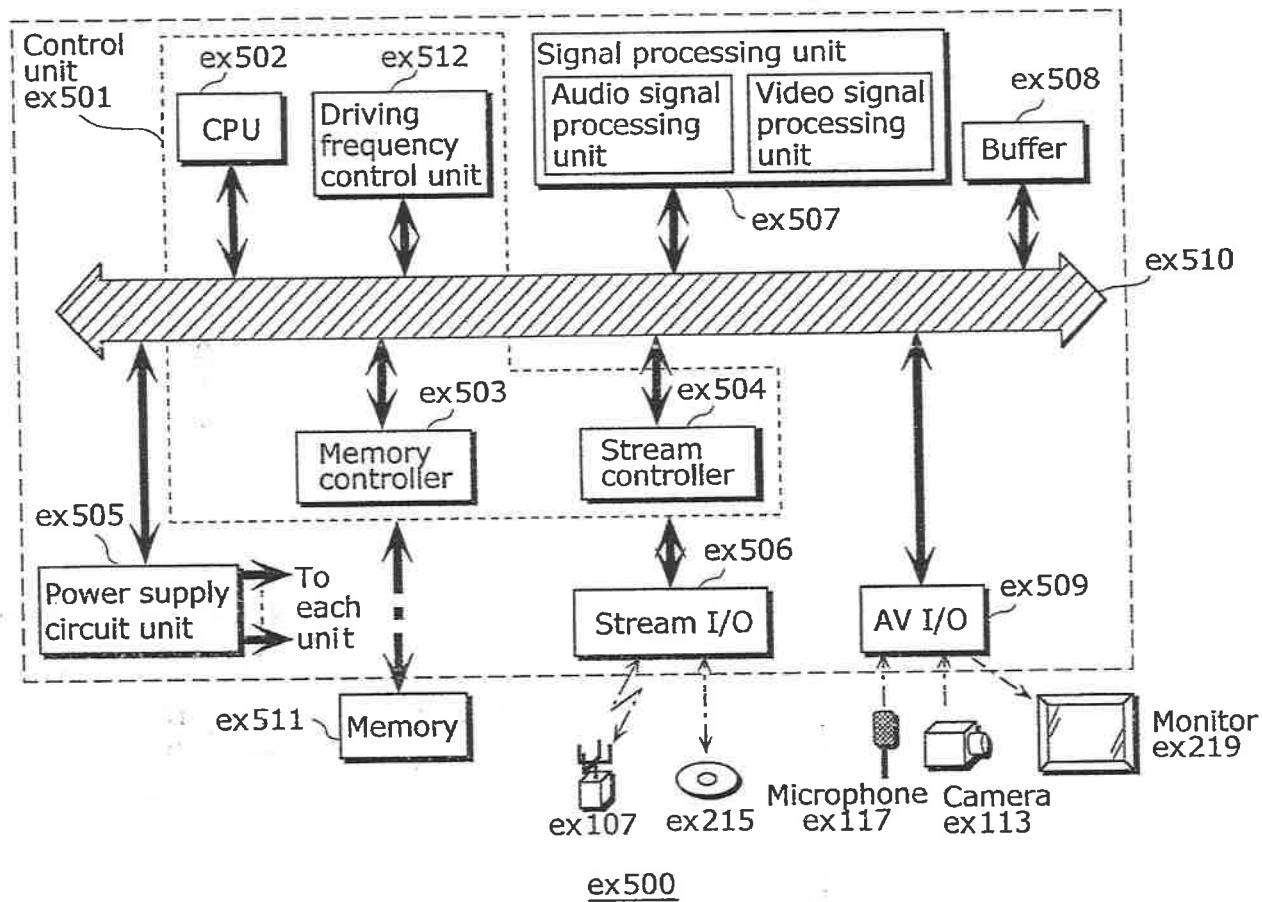 Control
unit
ex501
ex502
CPU
ex512
Driving
frequency
control unit
Signal processing unit
Audio signal
processing
unit
Video signal
processing
unit
ex507
ex508
Buffer
ex510
ex503
Memory
controller
ex504
Stream
controller
ex505
Power supply
circuit unit
To
each
unit
ex506
Stream I/O
ex509
AV I/O
ex511
Memory
ex107
ex215
Microphone
ex117
Camera
ex113
Monitor
ex219
ex500